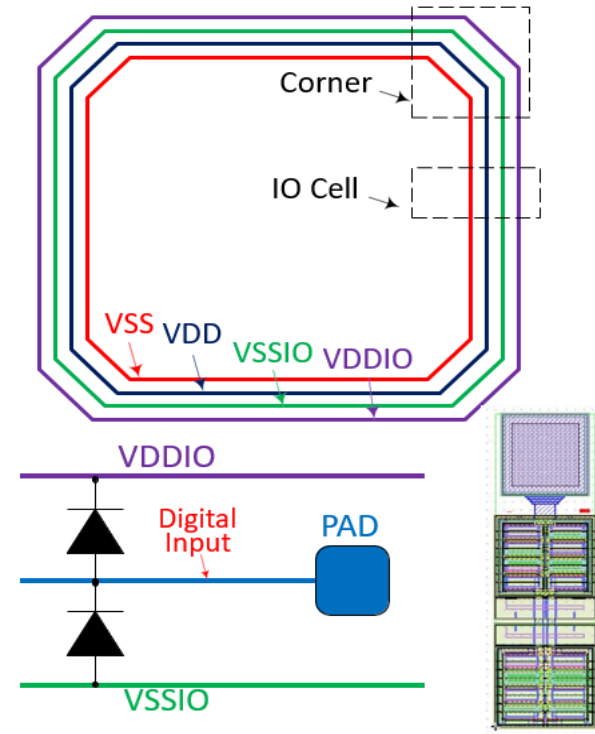 Corner
IO Cell
VSS
VDD
VSSIO
VDDIO
VDDIO
Digital
Input
PAD
VSSIO